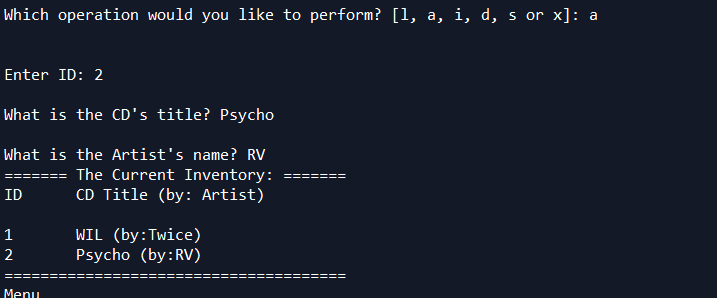 Which operation would you like to perform? [l, a, i, d, s or x]: a
Enter ID: 2
What is the CD's title? Psycho
What is the Artist's name? RV
======= The Current Inventory: =======
ID      CD Title (by: Artist)
1       WIL (by:Twice)
2       Psycho (by:RV)
======================================
Menu